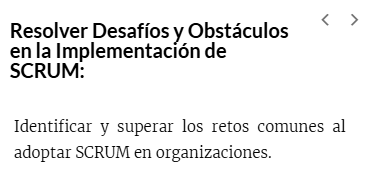 Resolver Desafíos y Obstáculos
en la Implementación de
SCRUM:
Identificar y superar los retos comunes al
adoptar SCRUM en organizaciones.